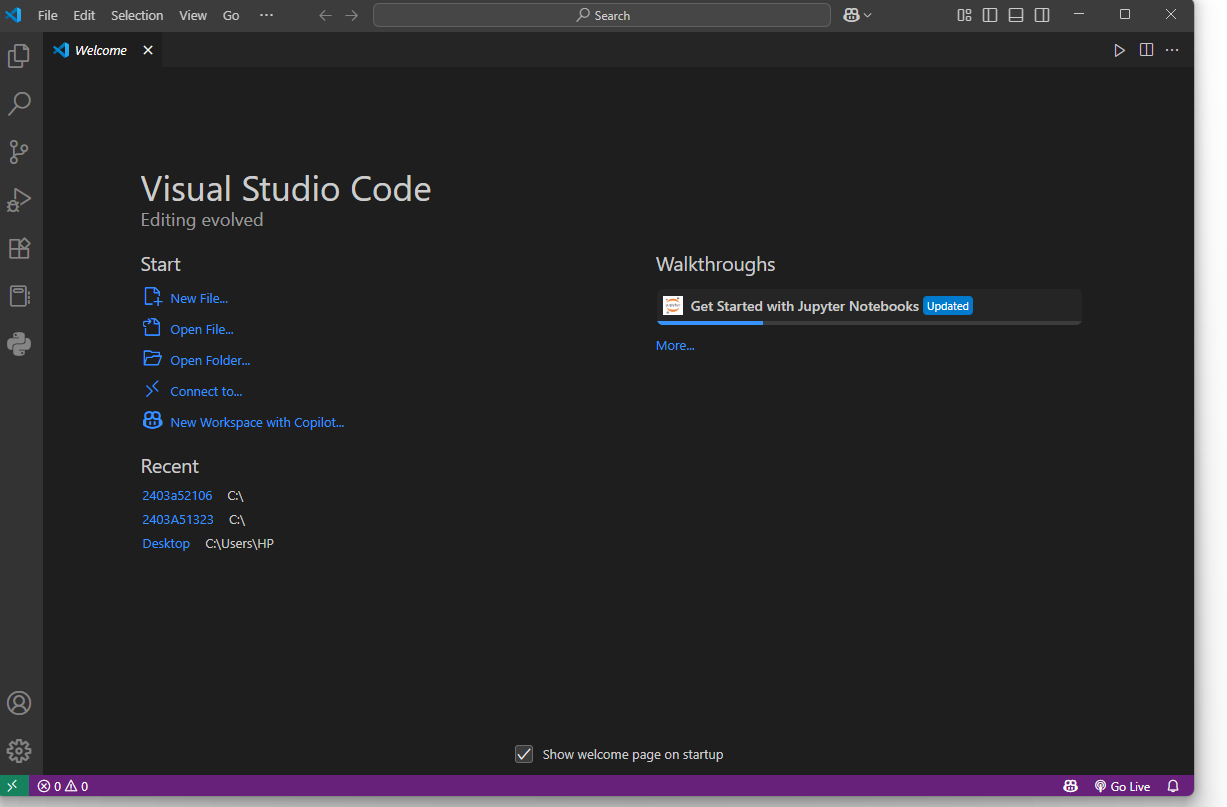 File Edit Selection View Go ··· Search
Welcome
Visual Studio Code
Editing evolved
Start
New File...
Open File...
Open Folder...
Connect to...
New Workspace with Copilot...
Recent
2403a52106 C:\
2403A51323 C:\
Desktop C:\Users\HP
Walkthroughs
Get Started with Jupyter Notebooks Updated
More...
Show welcome page on startup
0 0 Go Live